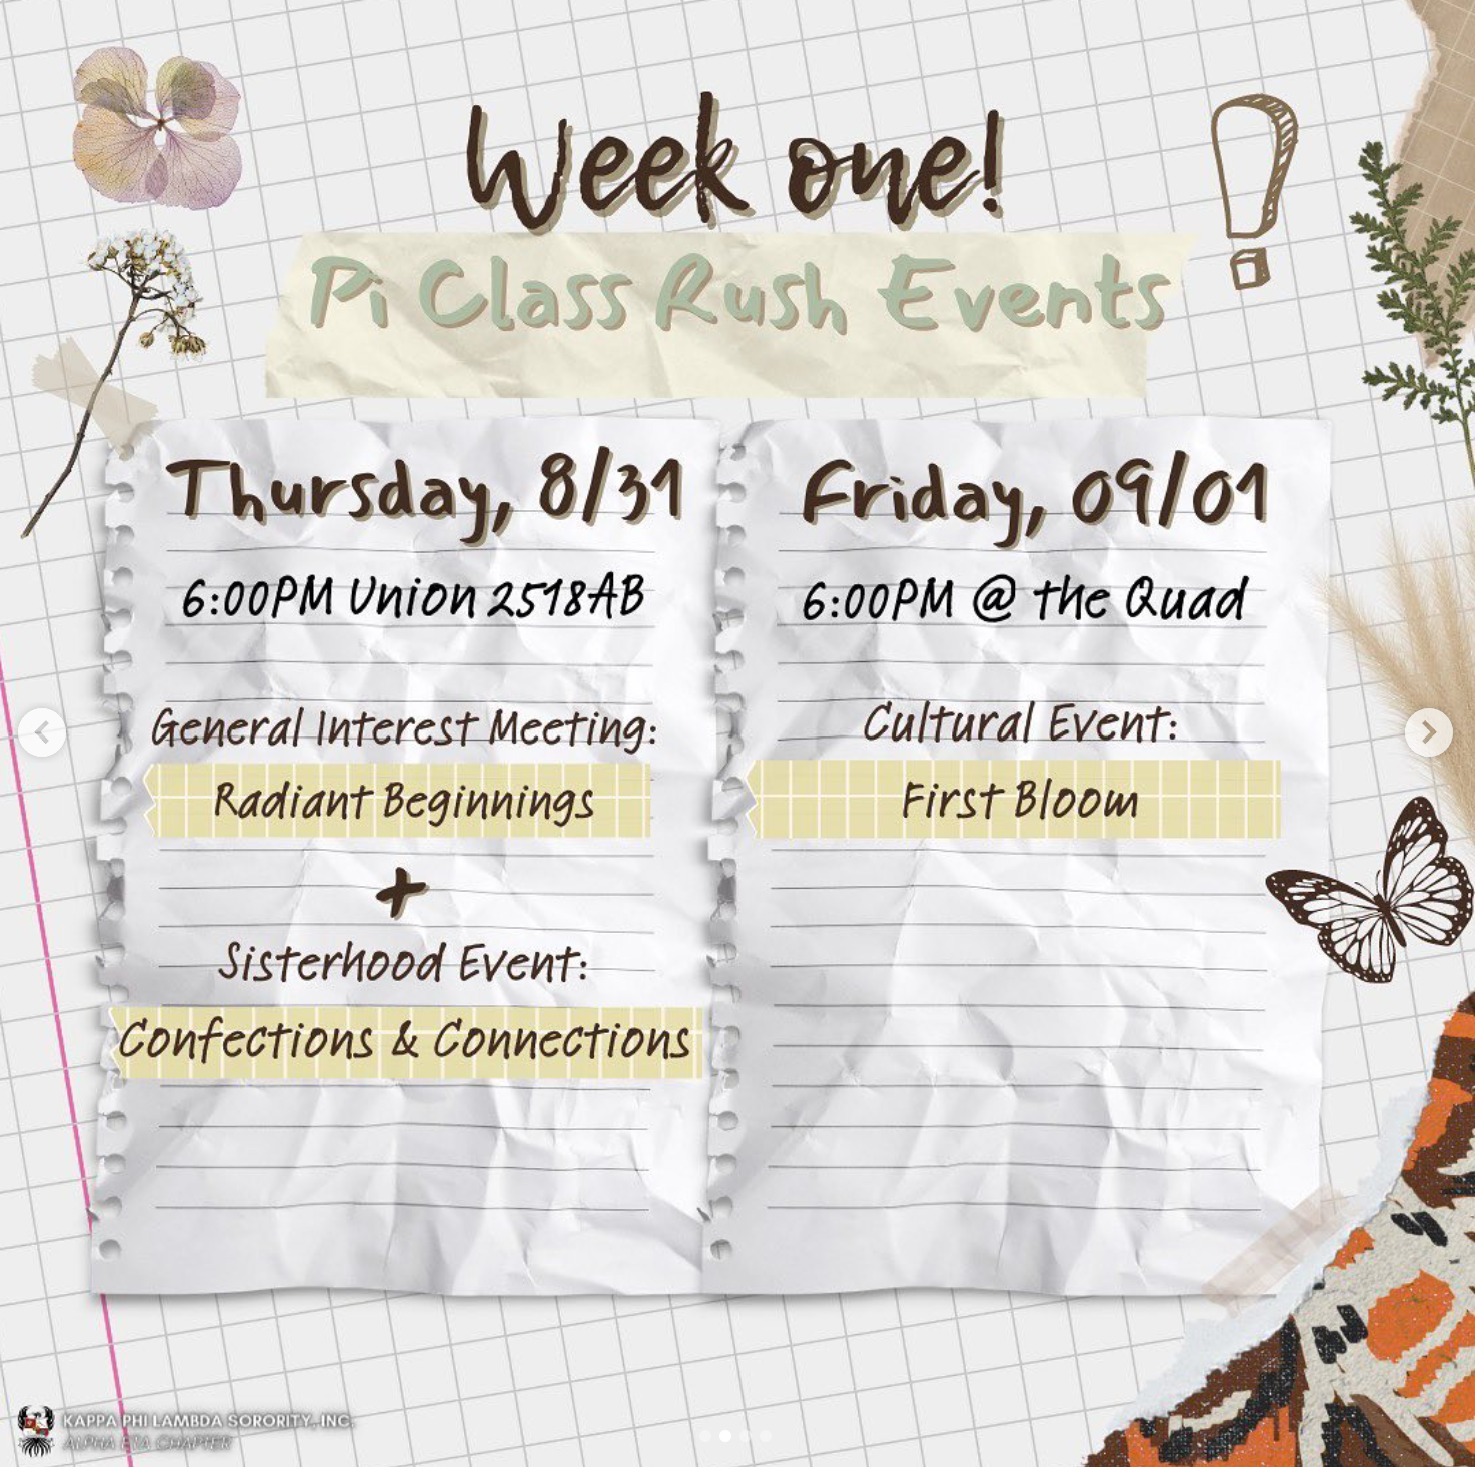 Week one!
Pi Class Rush Events
Thursday, 8/31
6:00PM Union 2518AB
General Interest Meeting:
Radiant Beginnings
+
Sisterhood Event:
Confections & Connections
Friday, 09/01
6:00PM @ the Quad
Cultural Event:
First Bloom
KAPPA PHI LAMBDA SORORITY, INC.
ALPHA ETA CHAPTER